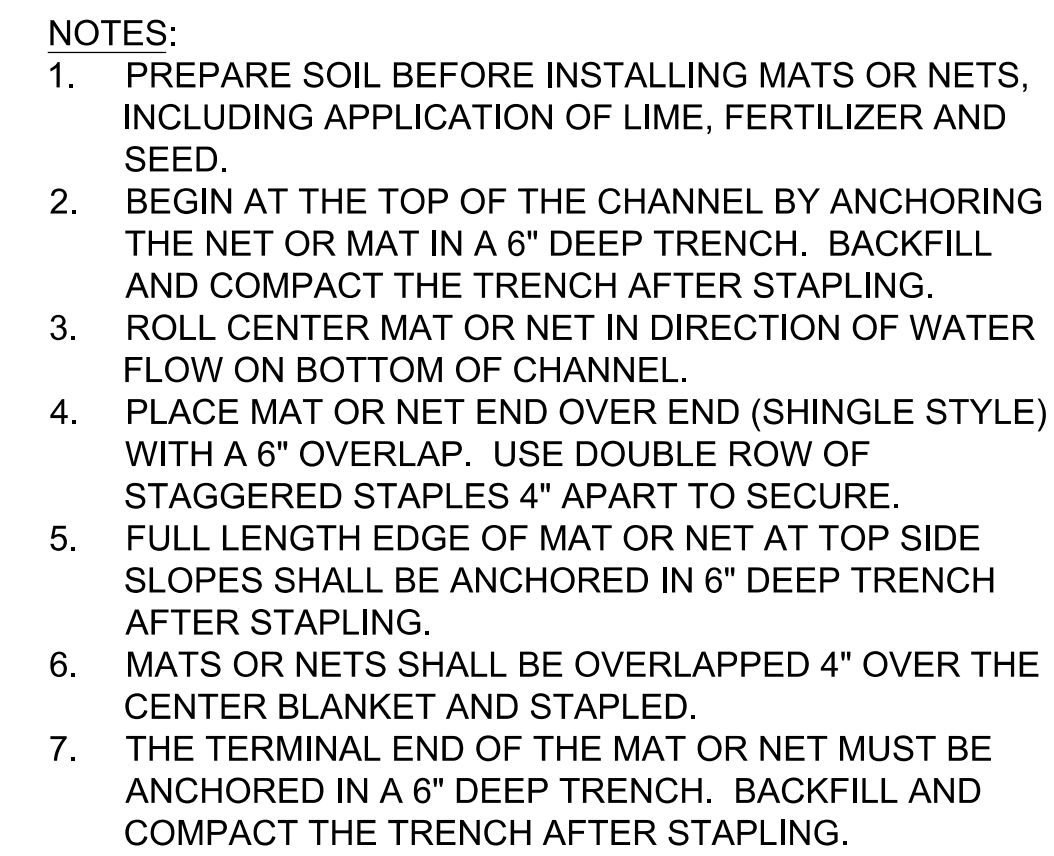 NOTES:
1. PREPARE SOIL BEFORE INSTALLING MATS OR NETS,
INCLUDING APPLICATION OF LIME, FERTILIZER AND
SEED.
2. BEGIN AT THE TOP OF THE CHANNEL BY ANCHORING
THE NET OR MAT IN A 6" DEEP TRENCH. BACKFILL
AND COMPACT THE TRENCH AFTER STAPLING.
3. ROLL CENTER MAT OR NET IN DIRECTION OF WATER
FLOW ON BOTTOM OF CHANNEL.
4. PLACE MAT OR NET END OVER END (SHINGLE STYLE)
WITH A 6" OVERLAP. USE DOUBLE ROW OF
STAGGERED STAPLES 4" APART TO SECURE.
5. FULL LENGTH EDGE OF MAT OR NET AT TOP SIDE
SLOPES SHALL BE ANCHORED IN 6" DEEP TRENCH
AFTER STAPLING.
6. MATS OR NETS SHALL BE OVERLAPPED 4" OVER THE
CENTER BLANKET AND STAPLED.
7. THE TERMINAL END OF THE MAT OR NET MUST BE
ANCHORED IN A 6" DEEP TRENCH. BACKFILL AND
COMPACT THE TRENCH AFTER STAPLING.